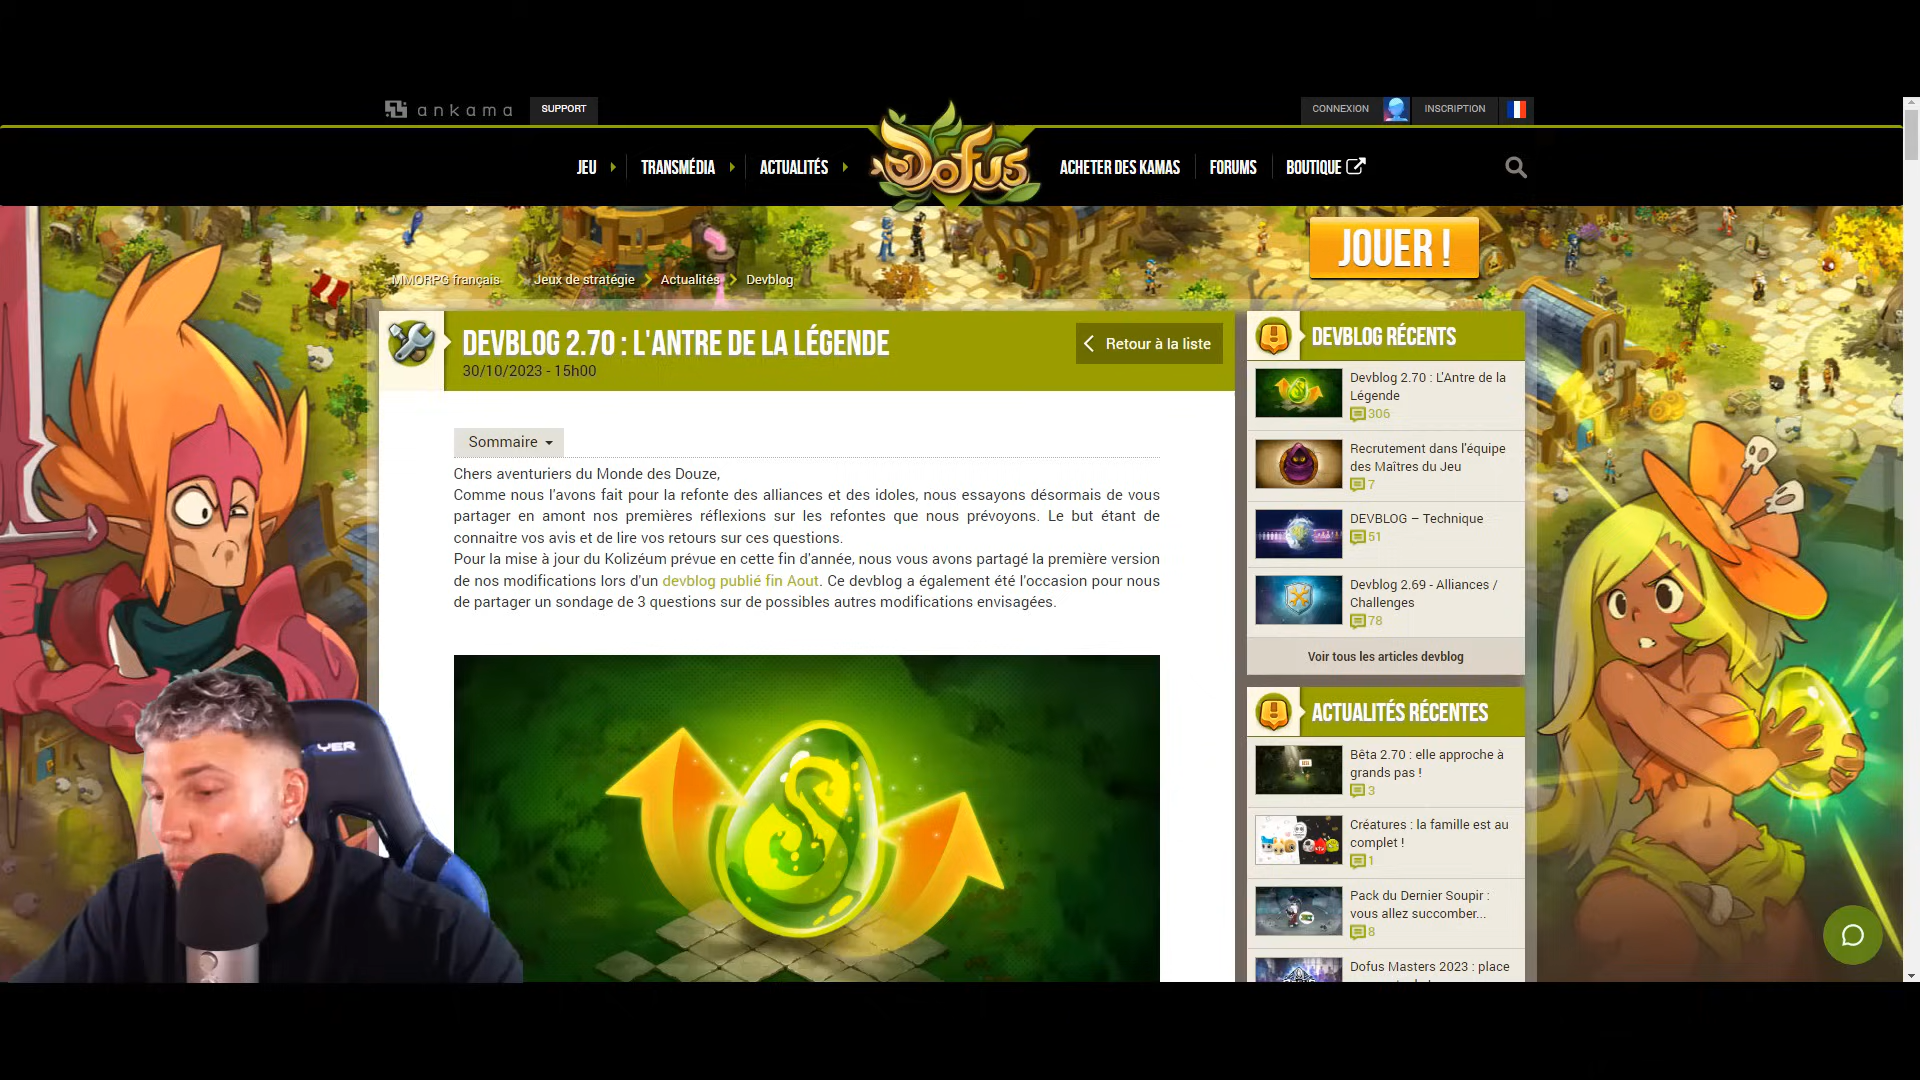 ankama
SUPPORT
CONNEXION
INSCRIPTION
JEU
TRANSMÉDIA
ACTUALITÉS
DOFUS
ACHETER DES KAMAS
FORUMS
BOUTIQUE
JOUER !
MMORPG français
Jeux de stratégie
Actualités
Devblog
DEVBLOG 2.70 : L'ANTRE DE LA LÉGENDE
30/10/2023 - 15h00
Retour à la liste
Sommaire
Chers aventuriers du Monde des Douze,
Comme nous l'avons fait pour la refonte des alliances et des idoles, nous essayons désormais de vous
partager en amont nos premières réflexions sur les refontes que nous prévoyons. Le but étant de
connaitre vos avis et de lire vos retours sur ces questions.
Pour la mise à jour du Kolizéum prévue en cette fin d'année, nous vous avons partagé la première version
de nos modifications lors d'un devblog publié fin Aout. Ce devblog a également été l'occasion pour nous
de partager un sondage de 3 questions sur de possibles autres modifications envisagées.
DEVBLOG RÉCENTS
Devblog 2.70 : L'Antre de la
Légende
306
Recrutement dans l'équipe
des Maîtres du Jeu
7
DEVBLOG – Technique
51
Devblog 2.69 - Alliances /
Challenges
78
Voir tous les articles devblog
ACTUALITÉS RÉCENTES
Bêta 2.70 : elle approche à
grands pas !
3
Créatures : la famille est au
complet !
1
Pack du Dernier Soupir :
vous allez succomber...
8
Dofus Masters 2023 : place
YER